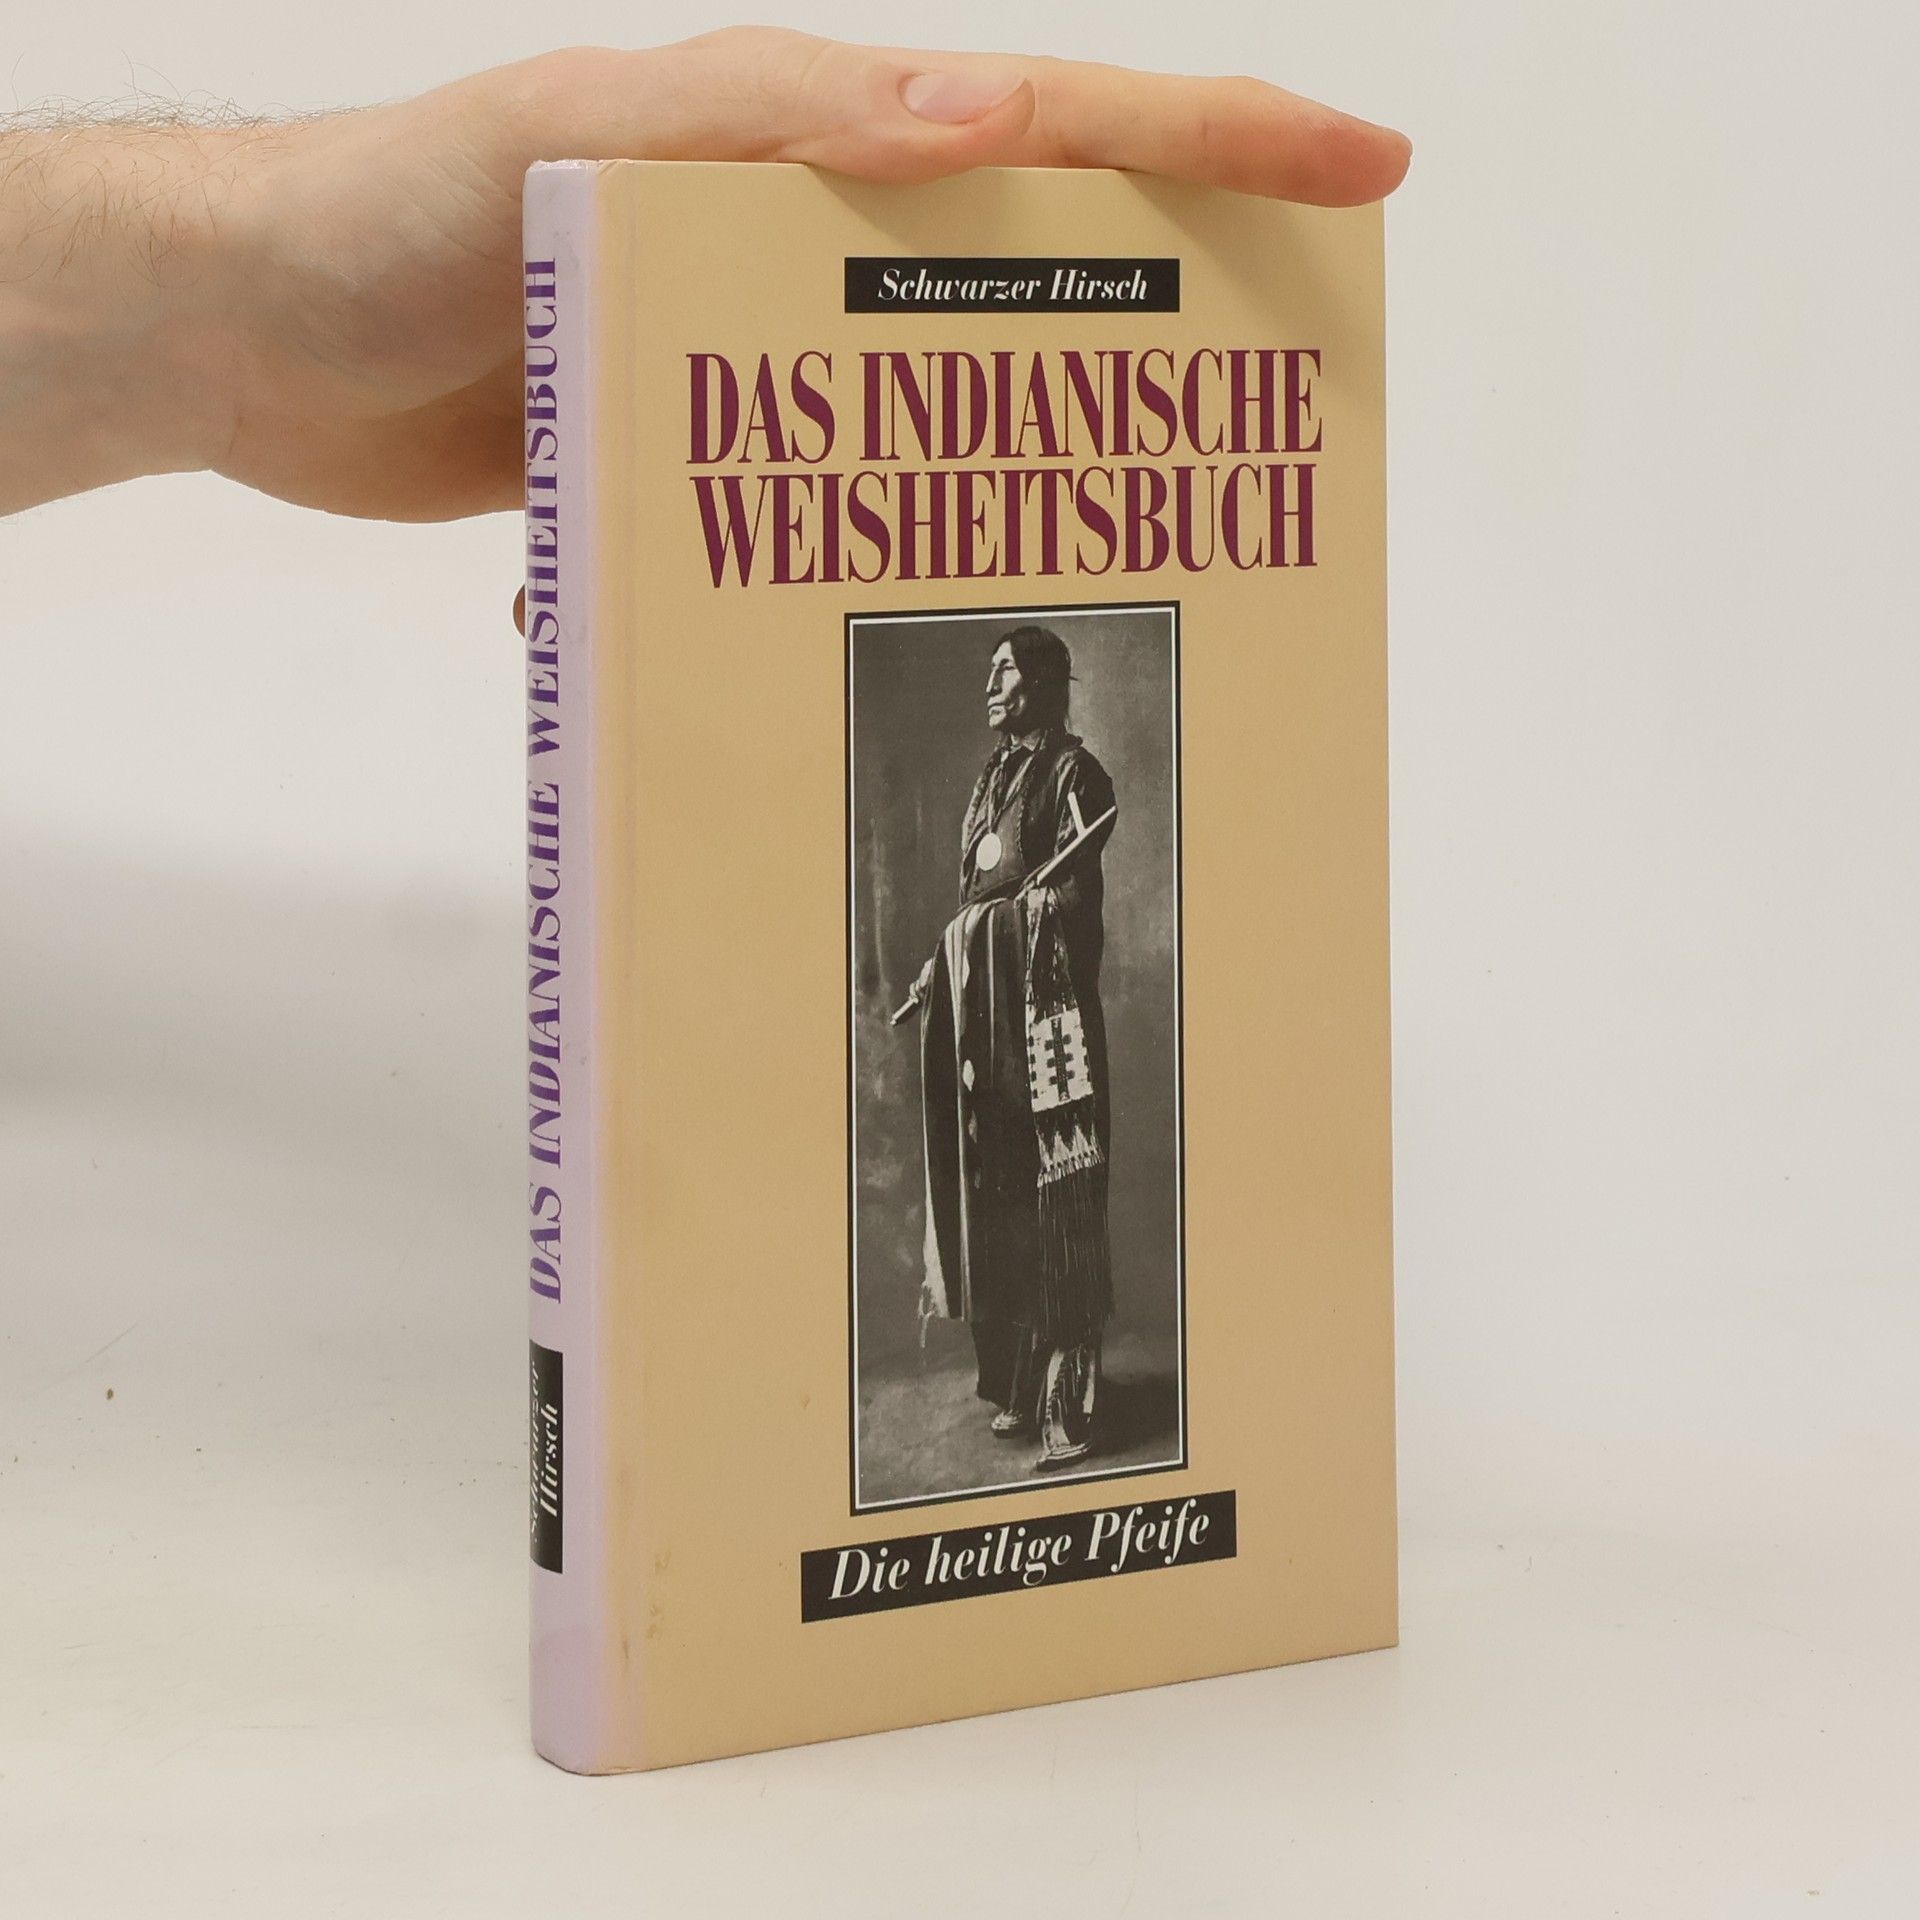 Schwarzer Hirsch
DAS INDIANISCHE
WEISHEITSBUCH
Die heilige Pfeife
DAS INDIANISCHE WEISHEITSBUCH
Schwarzer
Hirsch